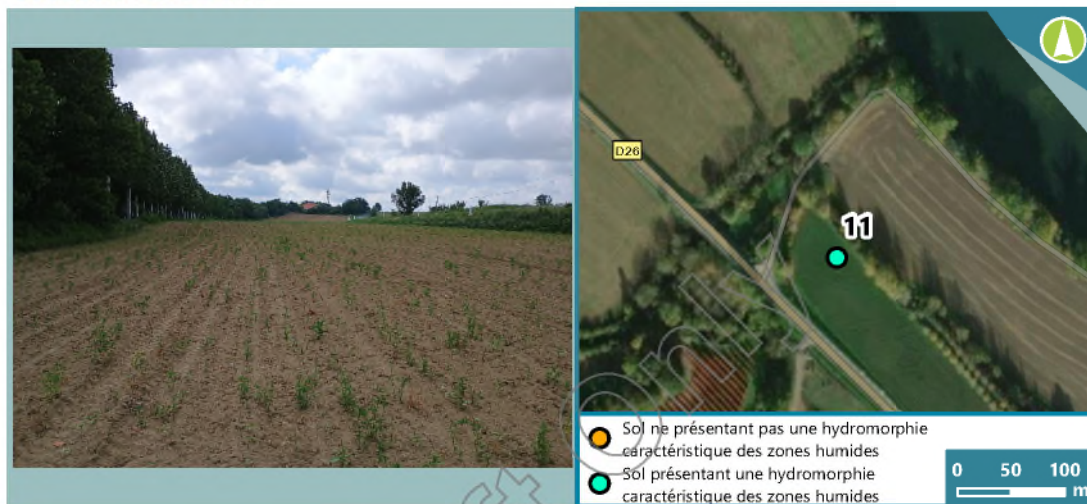 D26
11
Sol ne présentant pas une hydromorphie
caractéristique des zones humides
Sol présentant une hydromorphie
caractéristique des zones humides
0 50 100
m